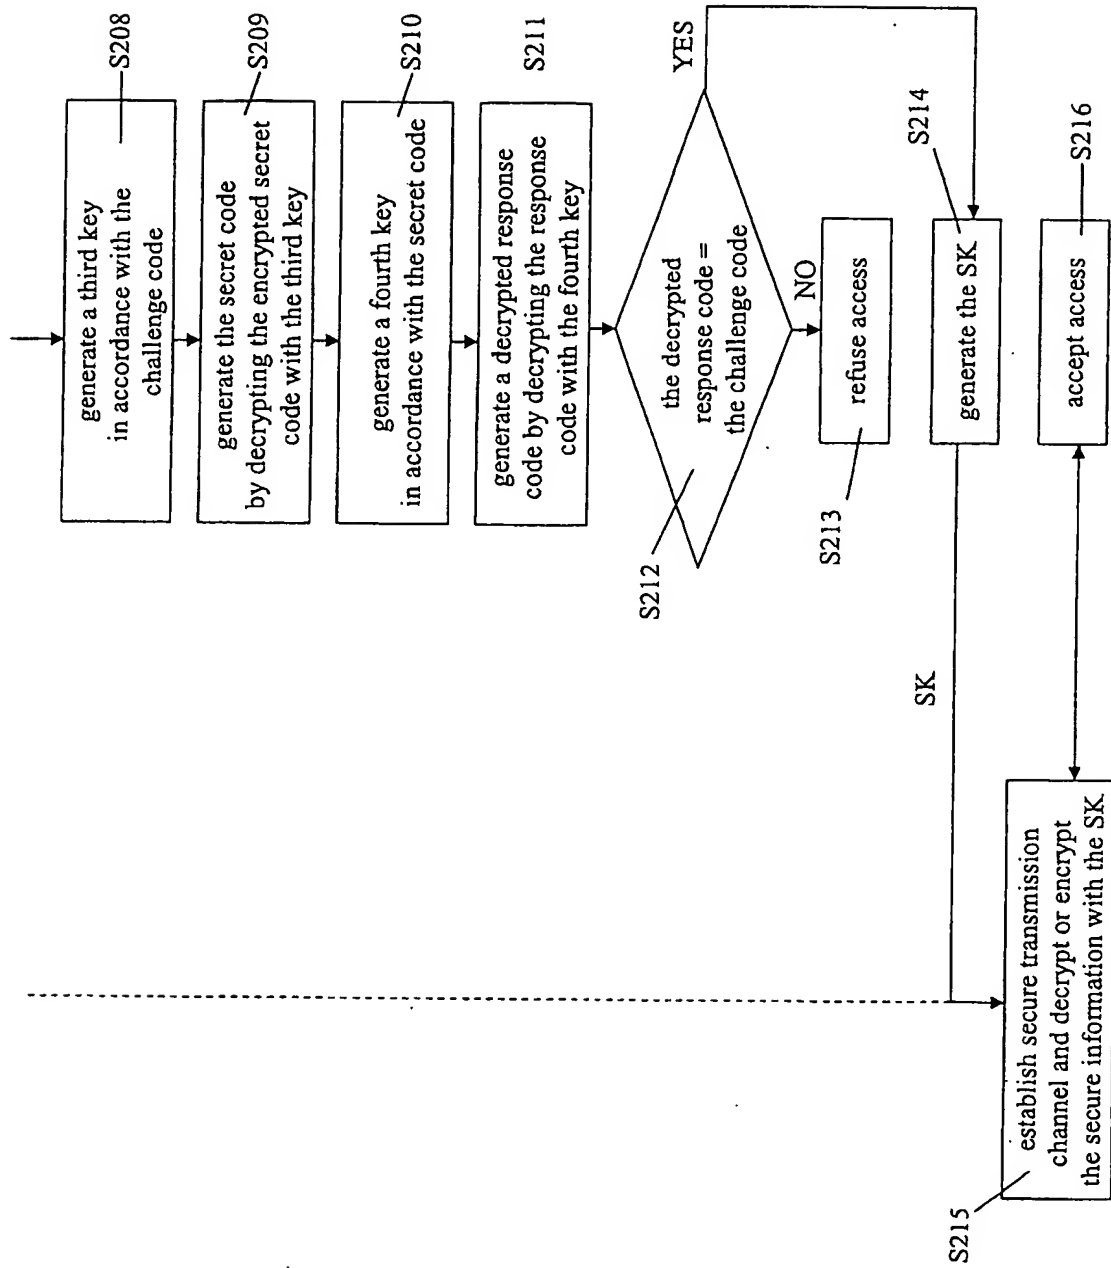 generate a third key
in accordance with the
challenge code
S208
generate the secret code
by decrypting the encrypted secret
code with the third key
S209
generate a fourth key
in accordance with the secret code
S210
generate a decrypted response
code by decrypting the response
code with the fourth key
S211
the decrypted
response code =
the challenge code
S212
YES
NO
refuse access
S213
generate the SK
S214
SK
establish secure transmission
channel and decrypt or encrypt
the secure information with the SK
S215
accept access
S216